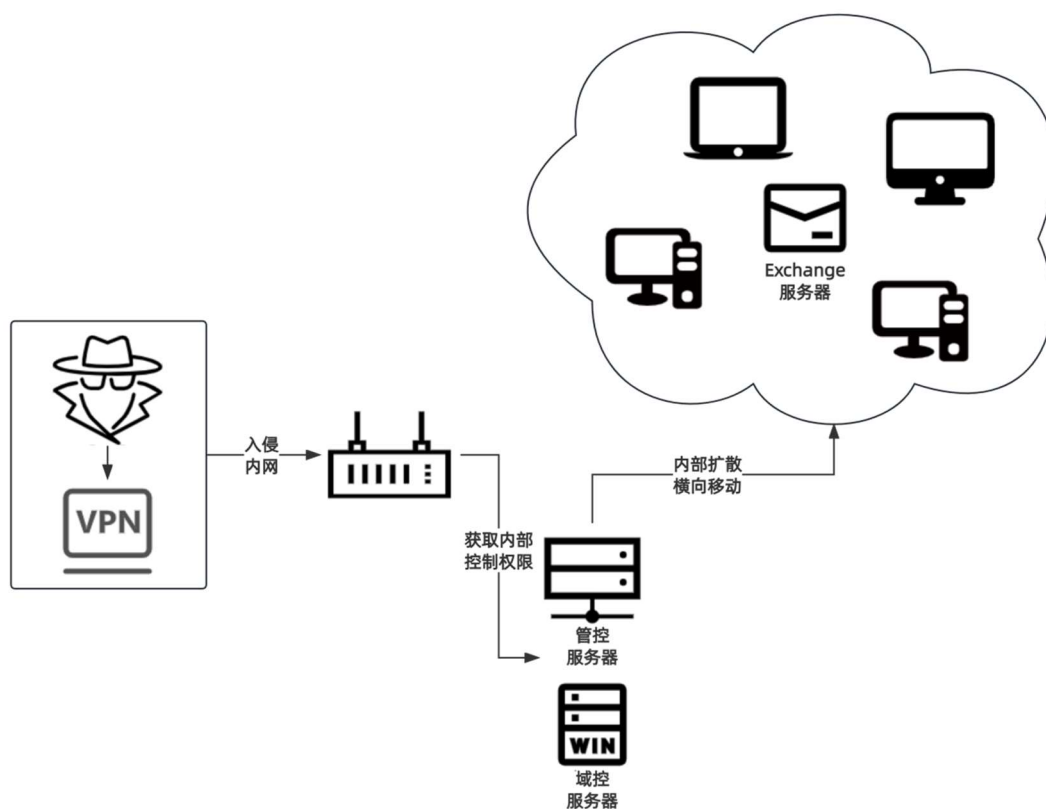 Exchange
服务器
VPN
入侵
内网
获取内部
控制权限
内部扩散
横向移动
管控
服务器
WIN
域控
服务器